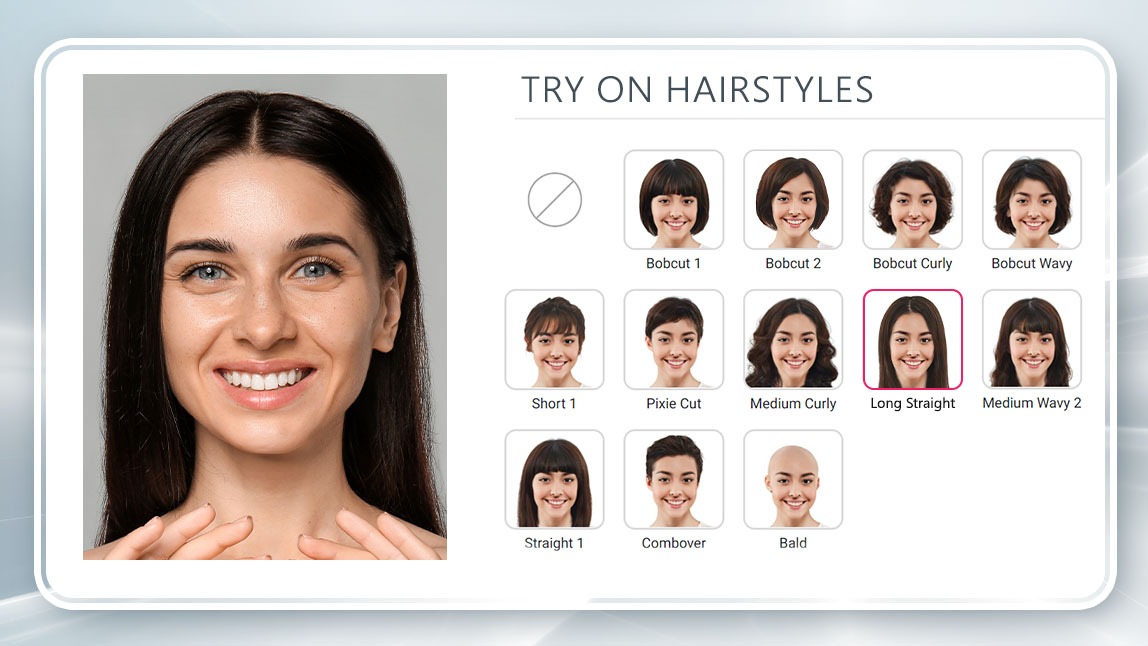 TRY ON HAIRSTYLES
Bobcut 1
Bobcut 2
Bobcut Curly
Bobcut Wavy
Short 1
Pixie Cut
Medium Curly
Long Straight
Medium Wavy 2
Straight 1
Combover
Bald